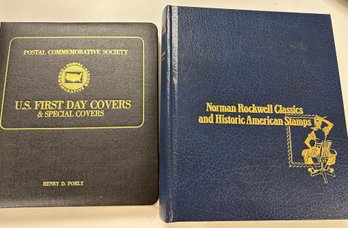 POSTAL COMMEMORATIVE SOCIETY
U.S. FIRST DAY COVERS
& SPECIAL COVERS
HENRY D. POHLY
Norman Rockwell Classics
and Historic American Stamps